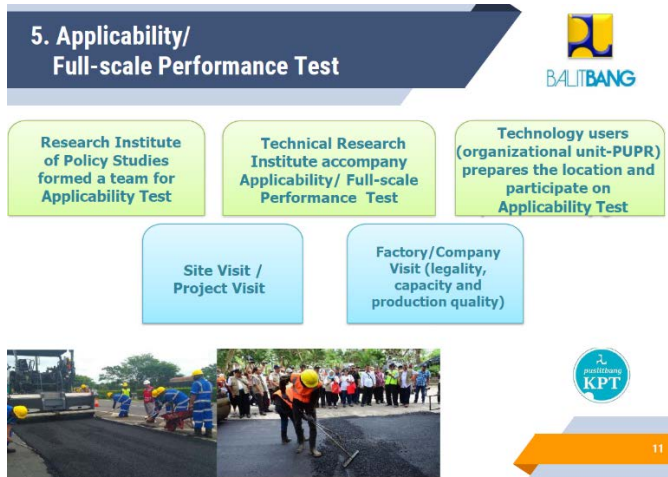 5. Applicability/
Full-scale Performance Test
BALITBANG
Research Institute
of Policy Studies
formed a team for
Applicability Test
Technical Research
Institute accompany
Applicability/ Full-scale
Performance Test
Technology users
(organizational unit-PUPR)
prepares the location and
participate on
Applicability Test
Site Visit /
Project Visit
Factory/Company
Visit (legality,
capacity and
production quality)
puslitbang
KPT
11